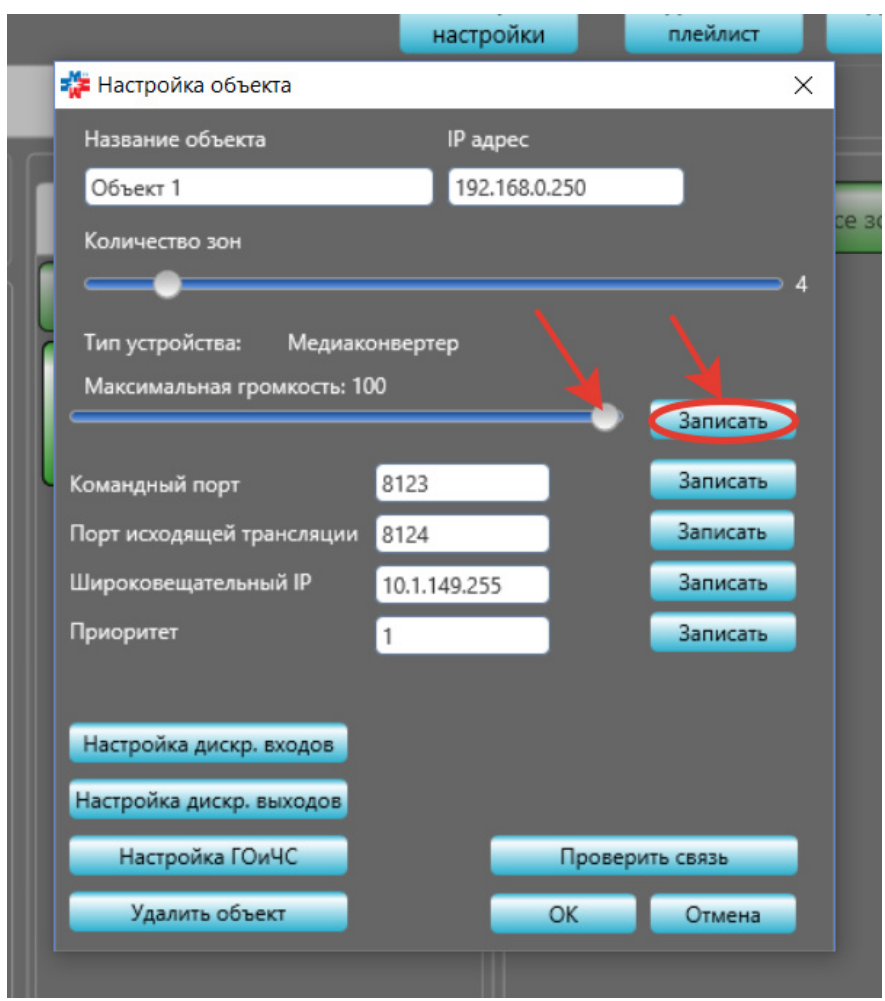 настройки
плейлист
Настройка объекта
Название объекта
IP адрес
Объект 1
192.168.0.250
Количество зон
4
Тип устройства: Медиаконвертер
Максимальная громкость: 100
Записать
Командный порт 8123 Записать
Порт исходящей трансляции 8124 Записать
Широковещательный IP 10.1.149.255 Записать
Приоритет 1 Записать
Настройка дискр. входов
Настройка дискр. выходов
Настройка ГОиЧС Проверить связь
Удалить объект ОК Отмена